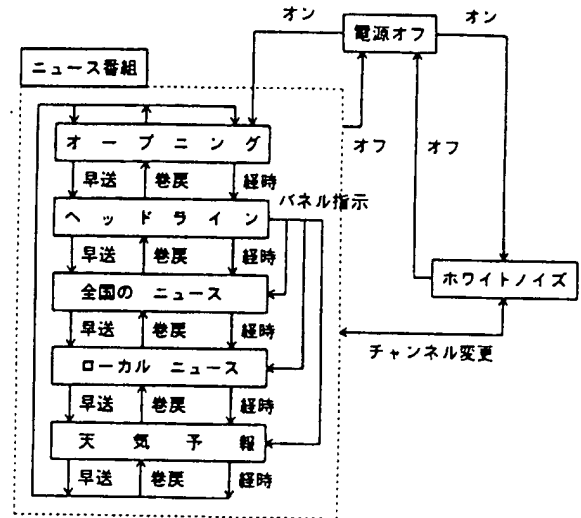 オン
オン
電源オフ
ニュース番組
オープニング
オフ
オフ
早送 巻戻 経時
パネル指示
ヘッドライン
早送 巻戻 経時
全国の ニュース
ホワイトノイズ
早送 巻戻 経時
チャンネル変更
ローカル ニュース
早送 巻戻 経時
天気予報
早送 巻戻 経時